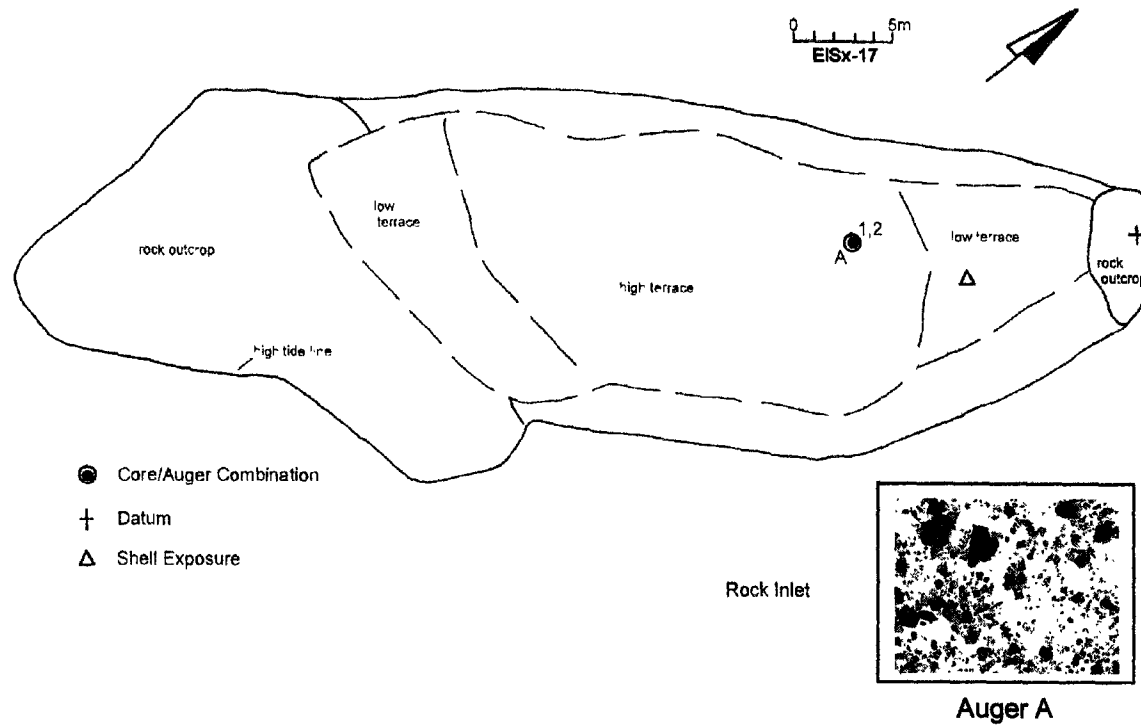 0 5m
ElSx-17
low
terrace
rock outcrop
1,2
A
low terrace
high terrace
rock
outcrop
high tide line
Core/Auger Combination
Datum
Shell Exposure
Rock Inlet
Auger A